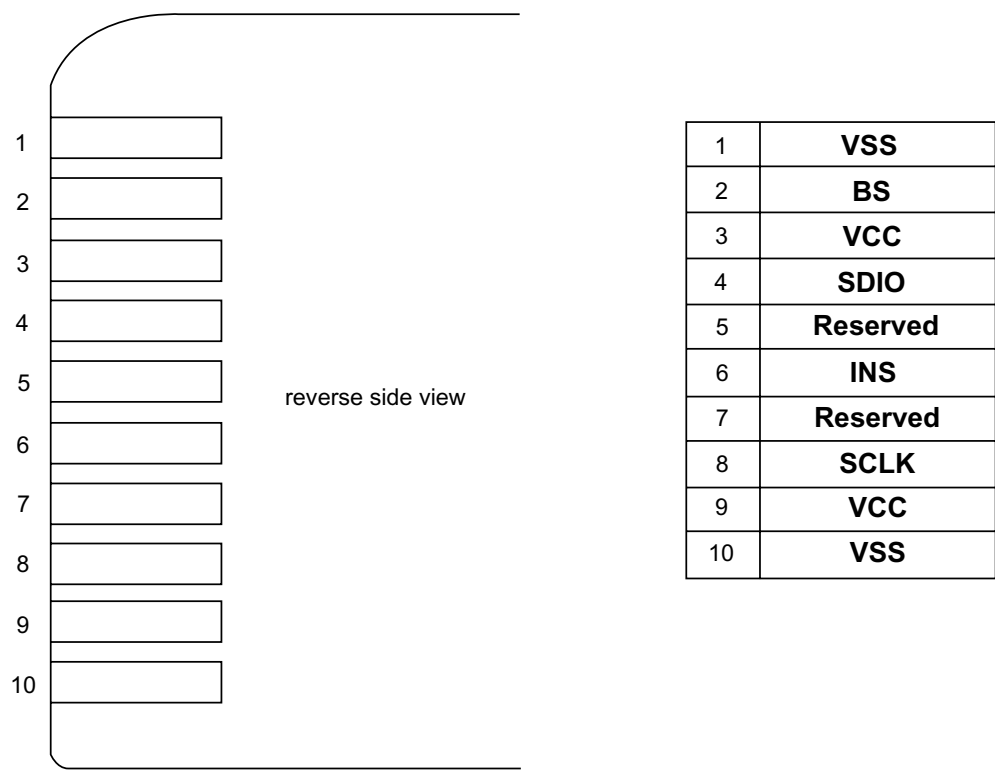 1
2
3
4
5
6
7
8
9
10
reverse side view
1 VSS
2 BS
3 VCC
4 SDIO
5 Reserved
6 INS
7 Reserved
8 SCLK
9 VCC
10 VSS